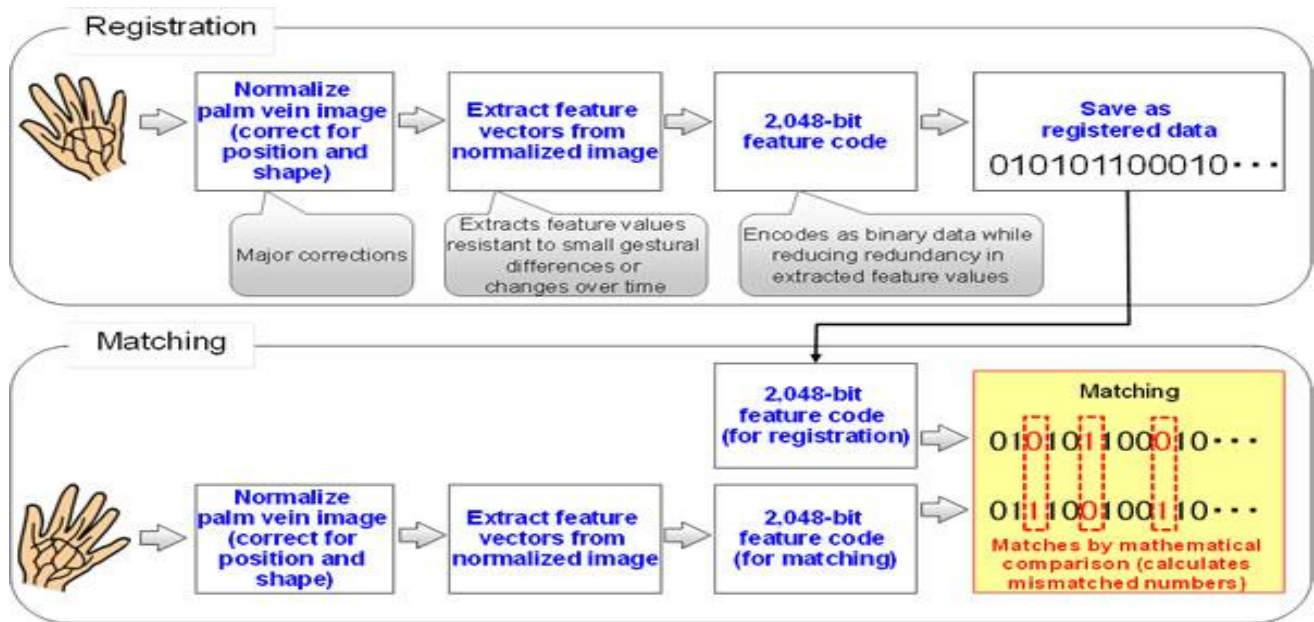 Registration
Normalize
palm vein image
(correct for
position and
shape)
Extract feature
vectors from
normalized image
2,048-bit
feature code
Save as
registered data
010101100010···
Major corrections
Extracts feature values
resistant to small gestural
differences or
changes over time
Encodes as binary data while
reducing redundancy in
extracted feature values
Matching
2,048-bit
feature code
(for registration)
Matching
010101100010···
Normalize
palm vein image
(correct for
position and
shape)
Extract feature
vectors from
normalized image
2,048-bit
feature code
(for matching)
011100100110···
Matches by mathematical
comparison (calculates
mismatched numbers)